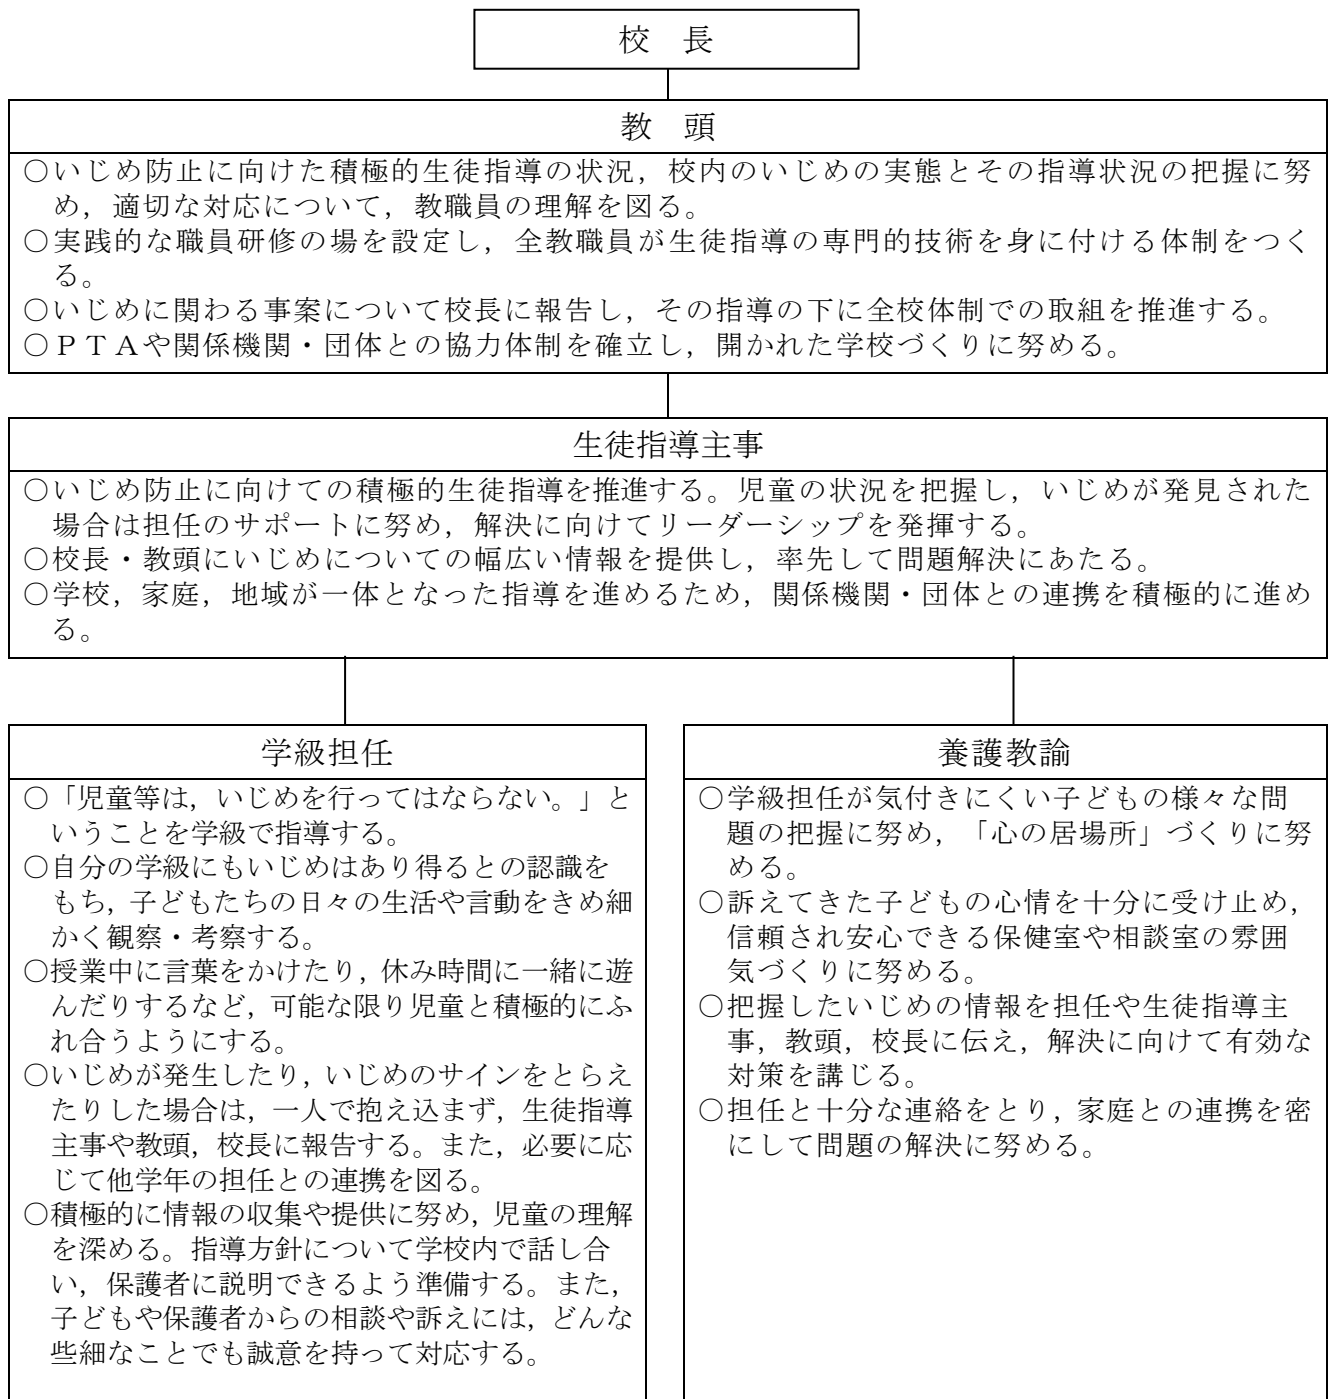 校　長
教　頭
○いじめ防止に向けた積極的生徒指導の状況，校内のいじめの実態とその指導状況の把握に努
め，適切な対応について，教職員の理解を図る。
○実践的な職員研修の場を設定し，全教職員が生徒指導の専門的技術を身に付ける体制をつく
る。
○いじめに関わる事案について校長に報告し，その指導の下に全校体制での取組を推進する。
○ＰＴＡや関係機関・団体との協力体制を確立し，開かれた学校づくりに努める。
生徒指導主事
○いじめ防止に向けての積極的生徒指導を推進する。児童の状況を把握し，いじめが発見された
場合は担任のサポートに努め，解決に向けてリーダーシップを発揮する。
○校長・教頭にいじめについての幅広い情報を提供し，率先して問題解決にあたる。
○学校，家庭，地域が一体となった指導を進めるため，関係機関・団体との連携を積極的に進め
る。
学級担任
○「児童等は，いじめを行ってはならない。」と
いうことを学級で指導する。
○自分の学級にもいじめはあり得るとの認識を
もち，子どもたちの日々の生活や言動をきめ細
かく観察・考察する。
○授業中に言葉をかけたり，休み時間に一緒に遊
んだりするなど，可能な限り児童と積極的にふ
れ合うようにする。
○いじめが発生したり，いじめのサインをとらえ
たりした場合は，一人で抱え込まず，生徒指導
主事や教頭，校長に報告する。また，必要に応
じて他学年の担任との連携を図る。
○積極的に情報の収集や提供に努め，児童の理解
を深める。指導方針について学校内で話し合
い，保護者に説明できるよう準備する。また，
子どもや保護者からの相談や訴えには，どんな
些細なことでも誠意を持って対応する。
養護教諭
○学級担任が気付きにくい子どもの様々な問
題の把握に努め，「心の居場所」づくりに努
める。
○訴えてきた子どもの心情を十分に受け止め，
信頼され安心できる保健室や相談室の雰囲
気づくりに努める。
○把握したいじめの情報を担任や生徒指導主
事，教頭，校長に伝え，解決に向けて有効な
対策を講じる。
○担任と十分な連絡をとり，家庭との連携を密
にして問題の解決に努める。